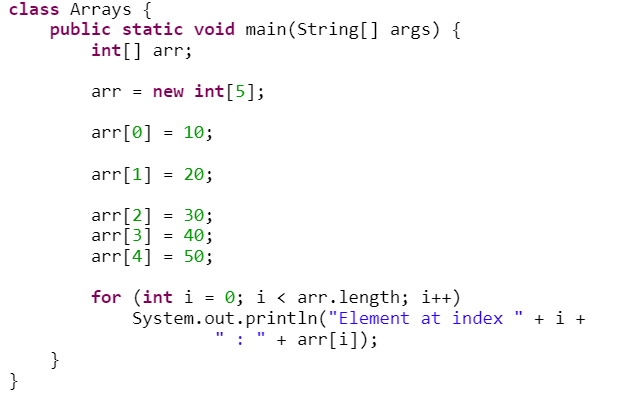 class Arrays {
    public static void main(String[] args) {
        int[] arr;

        arr = new int[5];

        arr[0] = 10;

        arr[1] = 20;

        arr[2] = 30;
        arr[3] = 40;
        arr[4] = 50;

        for (int i = 0; i < arr.length; i++)
            System.out.println("Element at index " + i +
                    " : " + arr[i]);
    }
}